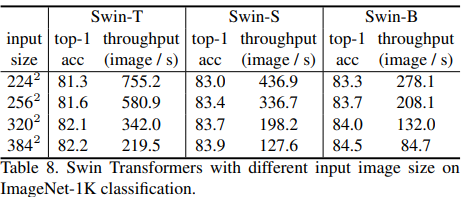 Swin-T Swin-S Swin-B
input top-1 throughput top-1 throughput top-1 throughput
size acc (image / s) acc (image / s) acc (image / s)
224² 81.3 755.2 83.0 436.9 83.3 278.1
256² 81.6 580.9 83.4 336.7 83.7 208.1
320² 82.1 342.0 83.7 198.2 84.0 132.0
384² 82.2 219.5 83.9 127.6 84.5 84.7
Table 8. Swin Transformers with different input image size on
ImageNet-1K classification.